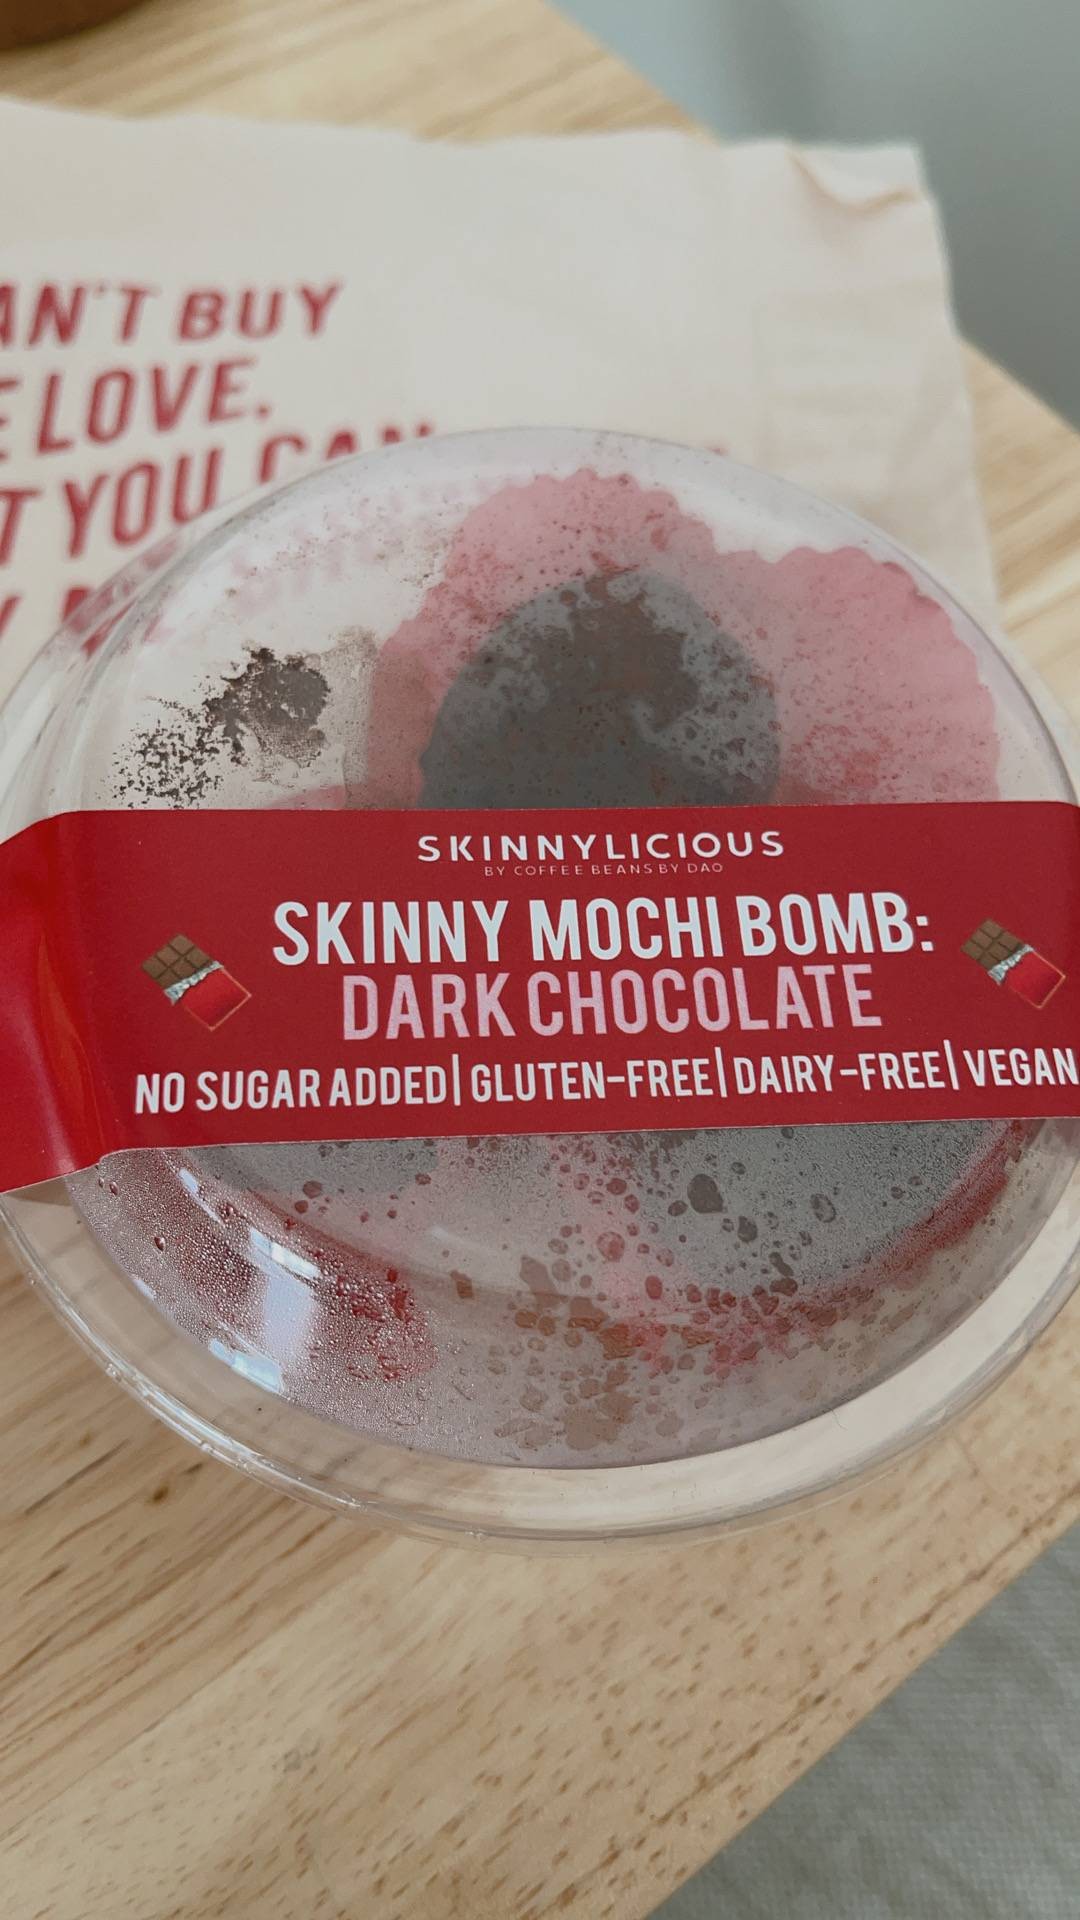 AN'T BUY
E LOVE.
T YOU CAN
SKINNYLICIOUS
BY COFFEE BEANS BY DAO
SKINNY MOCHI BOMB:
DARK CHOCOLATE
NO SUGAR ADDED| GLUTEN-FREE| DAIRY-FREE| VEGAN